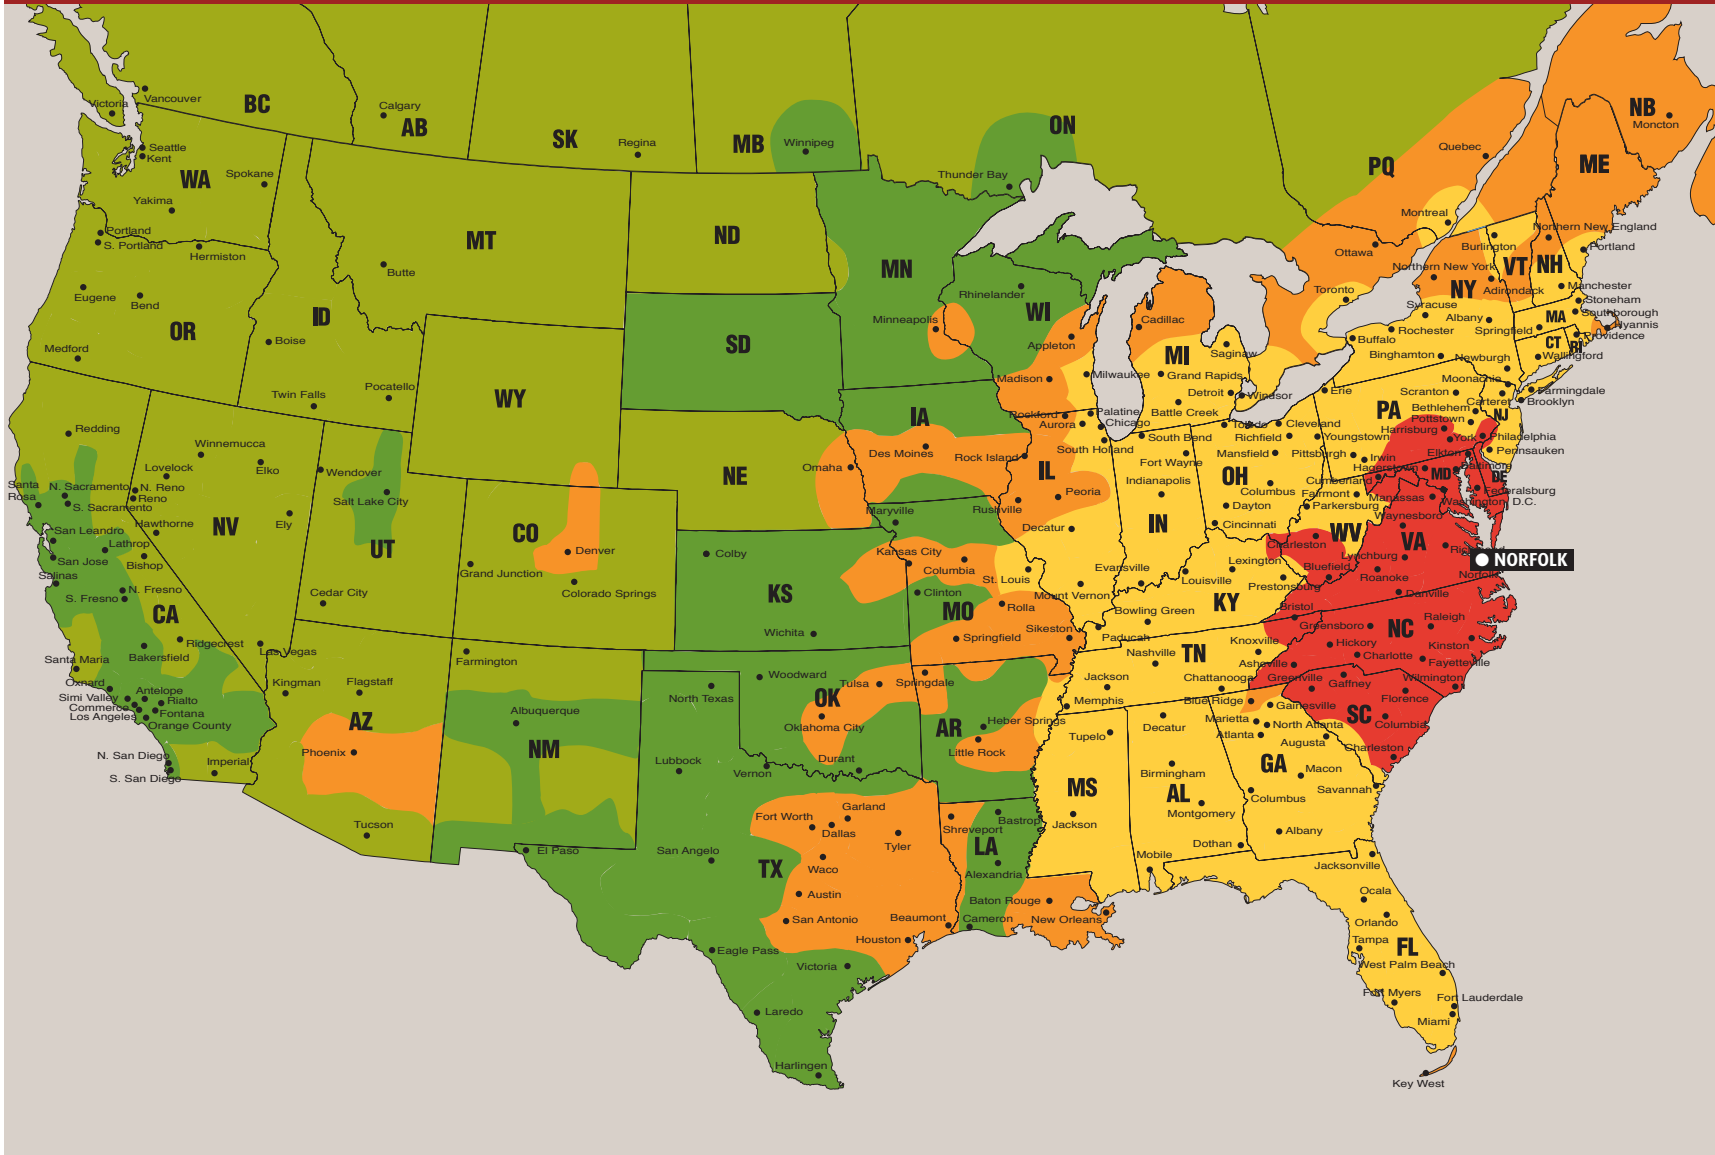 Victoria
Vancouver
BC
Calgary
AB
SK
Regina
MB
Winnipeg
ON
Thunder Bay
PQ
Quebec
NB
Moncton
ME
Montreal
Ottawa
Toronto
Seattle
Kent
WA
Spokane
Yakima
Portland
S. Portland
Hermiston
Eugene
Bend
OR
Medford
MT
Butte
ID
Boise
Twin Falls
Pocatello
WY
ND
SD
NE
Omaha
MN
Minneapolis
WI
Rhinelander
Appleton
Madison
Milwaukee
IA
Des Moines
Rock Island
Rockford
Palatine
Aurora
Chicago
South Holland
IL
Peoria
Rushville
Decatur
Mount Vernon
MI
Cadillac
Saginaw
Grand Rapids
Detroit
Windsor
Battle Creek
South Bend
Fort Wayne
Indianapolis
IN
Evansville
Toledo
Cleveland
Richfield
Mansfield
Youngstown
OH
Columbus
Dayton
Cincinnati
Northern New England
Burlington
Portland
Northern New York
VT
NH
NY
Adirondack
Manchester
Syracuse
Stoneham
Albany
MA
Southborough
Hyannis
Rochester
Springfield
Providence
Buffalo
CT
RI
Binghamton
Newburgh
Wallingford
Moonachie
Erie
Scranton
Farmingdale
Carteret
Brooklyn
PA
Bethlehem
NJ
Pottstown
Harrisburg
York
Philadelphia
Pittsburgh
Irwin
Elkton
Pennsauken
Hagerstown
MD
Baltimore
DE
Cumberland
Federalsburg
Fairmont
Manassas
Washington, D.C.
Parkersburg
Waynesboro
WV
VA
Charleston
Lynchburg
NORFOLK
Bluefield
Roanoke
Norfolk
Danville
Lexington
Louisville
Prestonsburg
KY
Bowling Green
Paducah
Bristol
Greensboro
Raleigh
NC
Hickory
Kinston
Charlotte
Fayetteville
Asheville
Wilmington
Knoxville
Nashville
TN
Jackson
Chattanooga
Memphis
Greenville
Gaffney
Florence
SC
Columbia
Charleston
Blue Ridge
Gainesville
Marietta
North Atlanta
Atlanta
Augusta
GA
Macon
Columbus
Savannah
Albany
Tupelo
Decatur
MS
Birmingham
AL
Montgomery
Jackson
Dothan
Mobile
Jacksonville
Ocala
Orlando
Tampa
FL
West Palm Beach
Fort Myers
Fort Lauderdale
Miami
Key West
Redding
Winnemucca
Lovelock
Elko
Wendover
Santa
Rosa
N. Sacramento
N. Reno
Reno
S. Sacramento
Salt Lake City
Hawthorne
NV
Ely
San Leandro
Lathrop
UT
San Jose
Bishop
Salinas
N. Fresno
S. Fresno
CA
Cedar City
Ridgecrest
Las Vegas
Bakersfield
Santa Maria
Oxnard
Antelope
Simi Valley
Rialto
Commerce
Fontana
Los Angeles
Orange County
N. San Diego
Imperial
S. San Diego
CO
Denver
Grand Junction
Colorado Springs
Farmington
Kingman
Flagstaff
AZ
Phoenix
Tucson
Albuquerque
NM
El Paso
Colby
KS
Wichita
Maryville
Kansas City
Columbia
St. Louis
Clinton
MO
Rolla
Springfield
Sikeston
Woodward
OK
Tulsa
Oklahoma City
Durant
Springdale
AR
Heber Springs
Little Rock
North Texas
Lubbock
Vernon
Garland
Fort Worth
Dallas
Tyler
San Angelo
TX
Waco
Austin
San Antonio
Beaumont
Houston
Eagle Pass
Victoria
Laredo
Harlingen
Bastrop
Shreveport
LA
Alexandria
Baton Rouge
Cameron
New Orleans